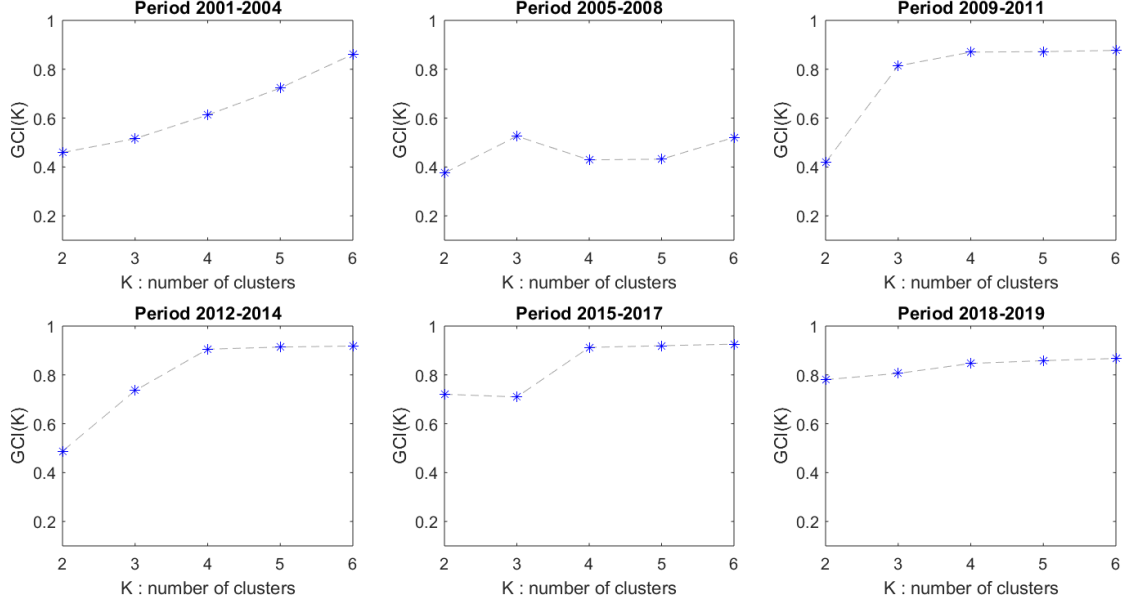 Period 2001-2004
1
0.8
0.6
0.4
0.2
GCI(K)
2 3 4 5 6
K : number of clusters
Period 2005-2008
1
0.8
0.6
0.4
0.2
GCI(K)
2 3 4 5 6
K : number of clusters
Period 2009-2011
1
0.8
0.6
0.4
0.2
GCI(K)
2 3 4 5 6
K : number of clusters
Period 2012-2014
1
0.8
0.6
0.4
0.2
GCI(K)
2 3 4 5 6
K : number of clusters
Period 2015-2017
1
0.8
0.6
0.4
0.2
GCI(K)
2 3 4 5 6
K : number of clusters
Period 2018-2019
1
0.8
0.6
0.4
0.2
GCI(K)
2 3 4 5 6
K : number of clusters